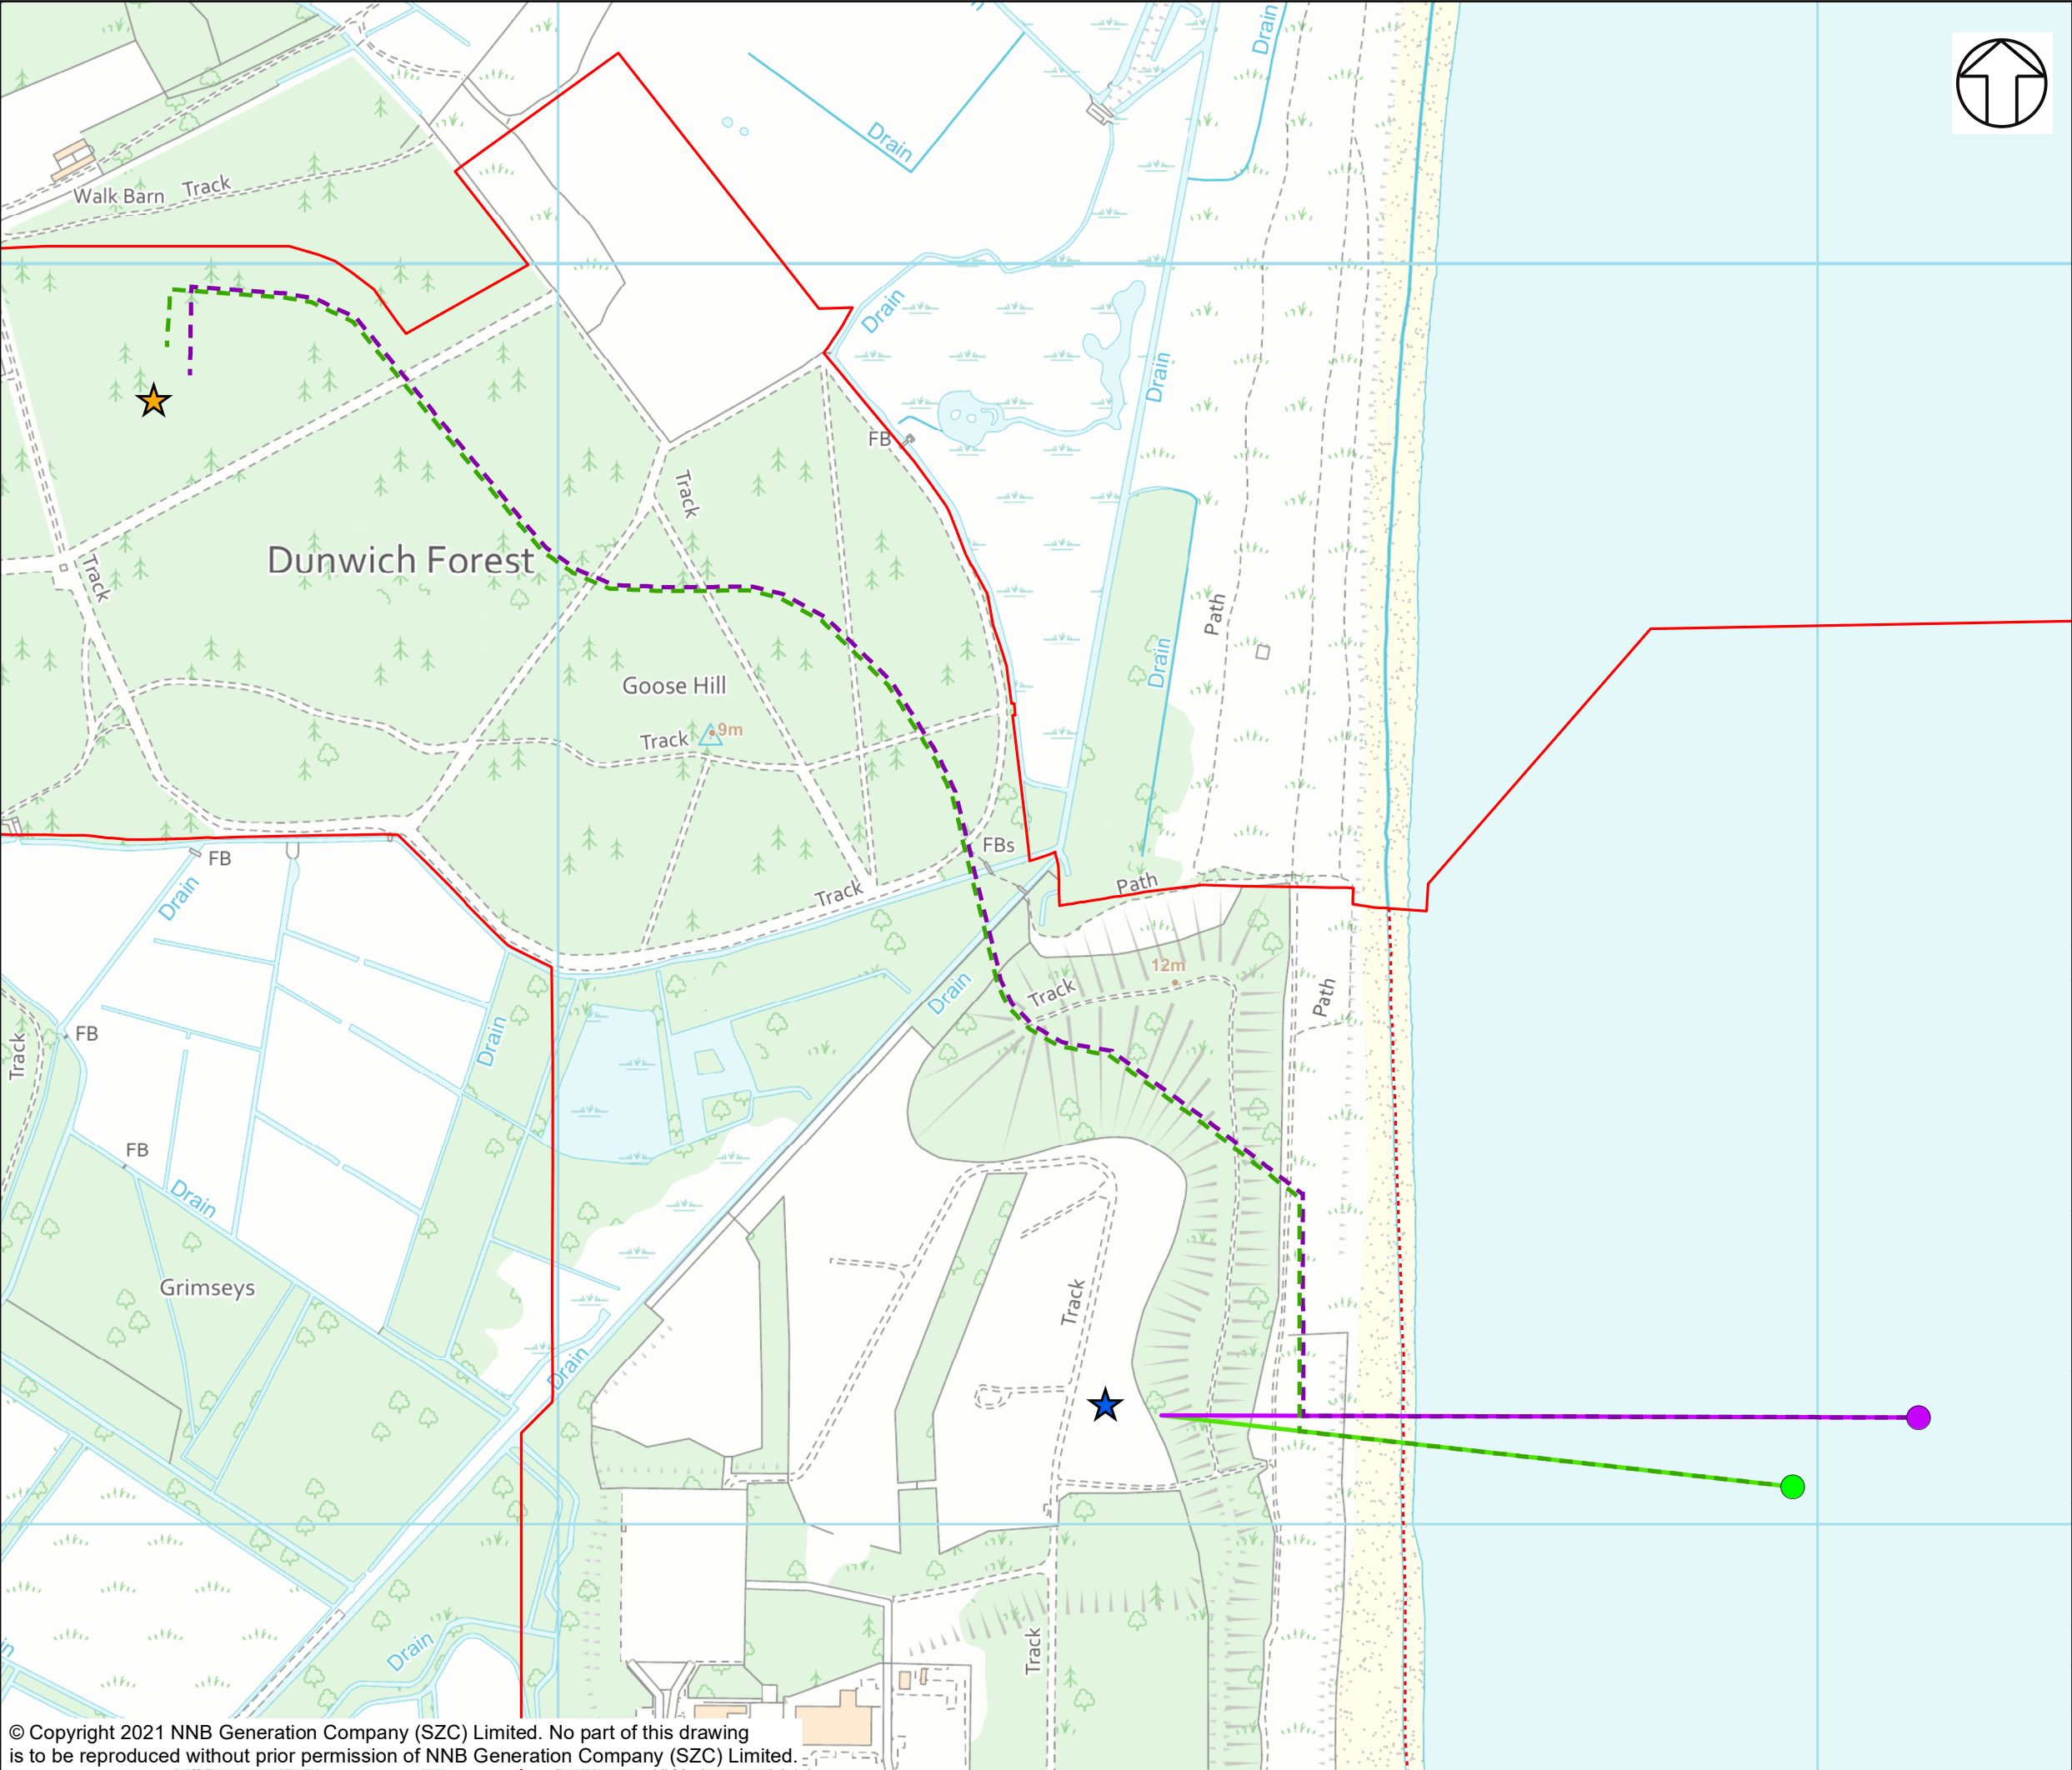 Drain
Drain
Walk Barn
Track
Drain
Drain
FB
Track
Dunwich Forest
Track
Path
Drain
Goose Hill
9m
Track
FB
FBs
Drain
Track
Path
12m
Drain
Track
Path
FB
Drain
Track
FB
Drain
Grimseys
Track
Drain
Drain
Track
© Copyright 2021 NNB Generation Company (SZC) Limited. No part of this drawing
is to be reproduced without prior permission of NNB Generation Company (SZC) Limited.